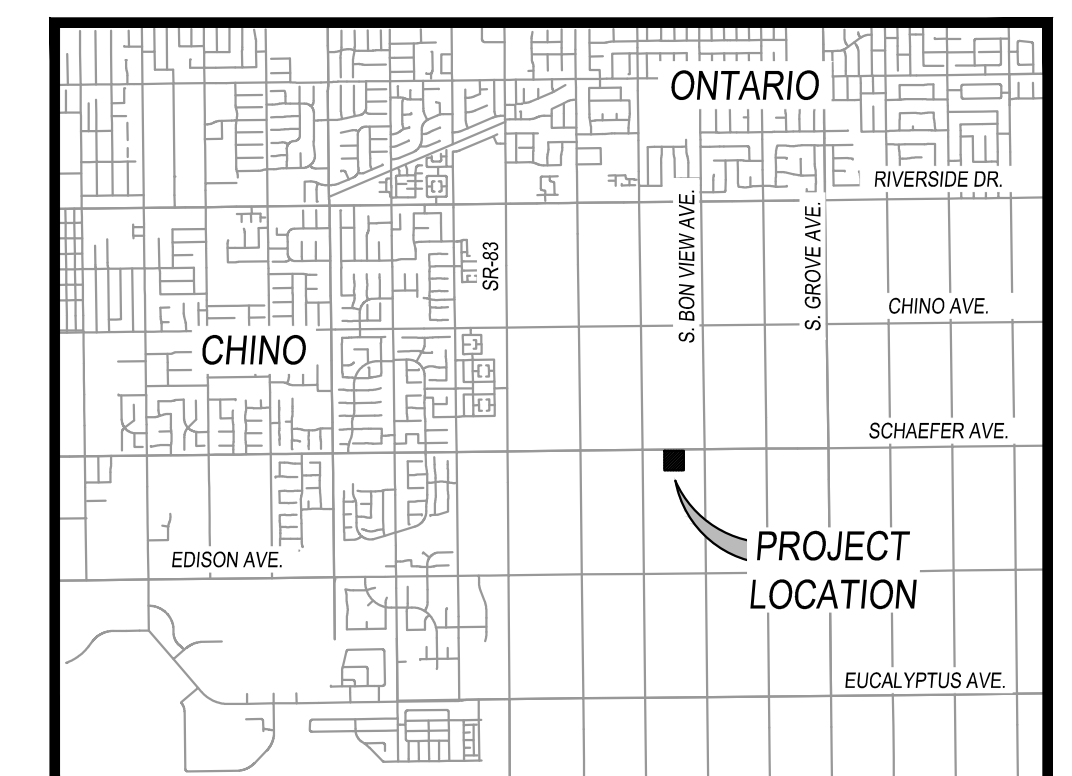 ONTARIO
RIVERSIDE DR.
S. BON VIEW AVE.
S. GROVE AVE.
SR-83
CHINO AVE.
CHINO
SCHAEFER AVE.
PROJECT
LOCATION
EDISON AVE.
EUCALYPTUS AVE.